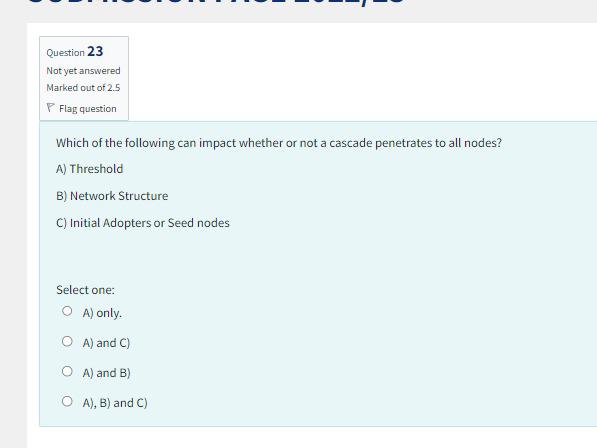 Question 23
Not yet answered
Marked out of 2.5
Flag question
Which of the following can impact whether or not a cascade penetrates to all nodes?
A) Threshold
B) Network Structure
C) Initial Adopters or Seed nodes
Select one:
A) only.
A) and C)
A) and B)
A), B) and C)